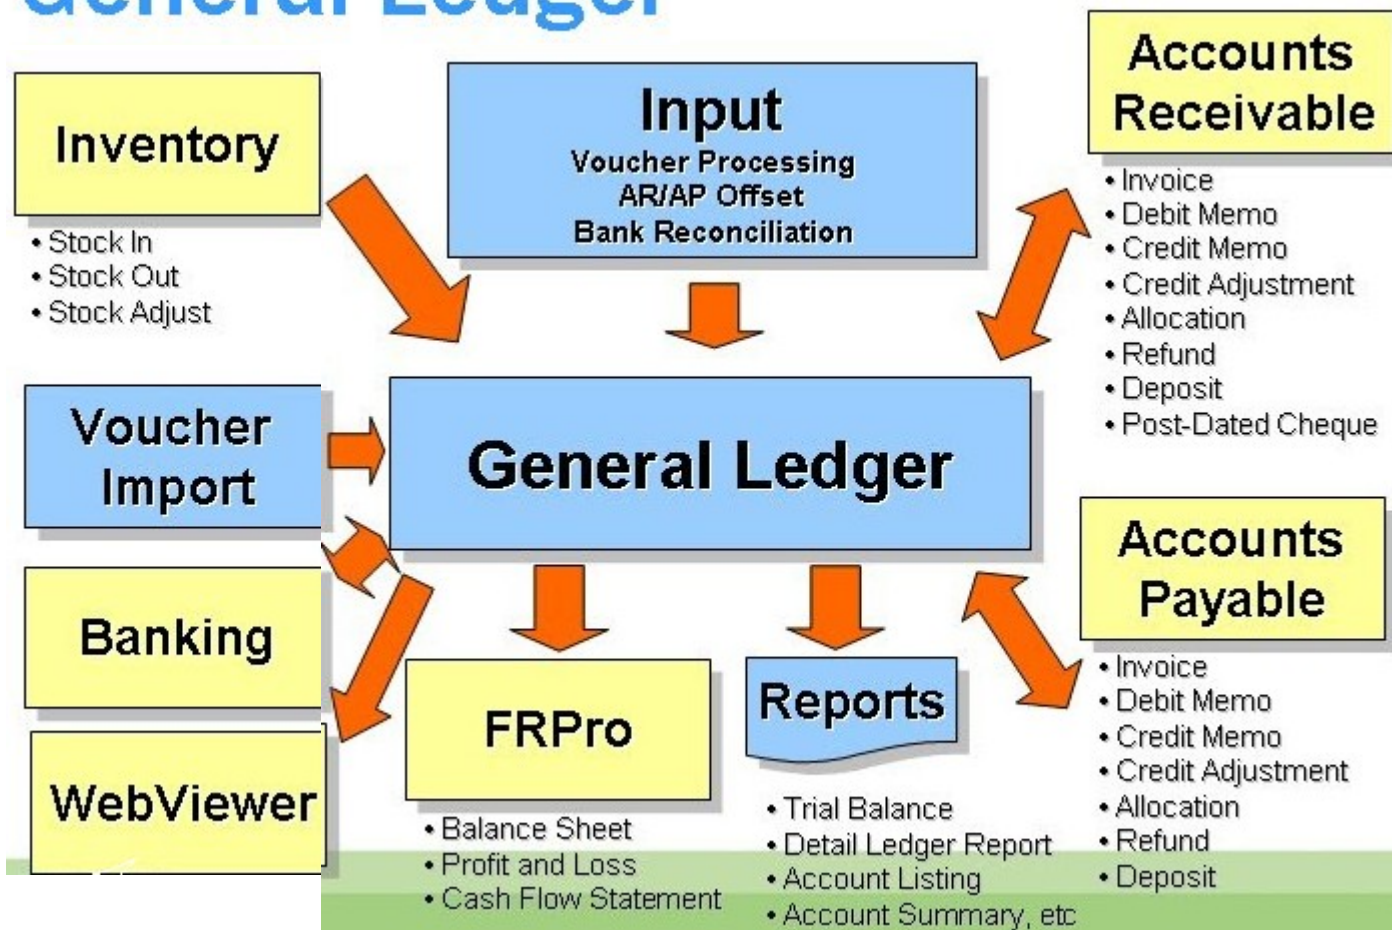 General Ledger
Inventory
• Stock In
• Stock Out
• Stock Adjust
Input
Voucher Processing
AR/AP Offset
Bank Reconciliation
Accounts
Receivable
• Invoice
• Debit Memo
• Credit Memo
• Credit Adjustment
• Allocation
• Refund
• Deposit
• Post-Dated Cheque
Voucher
Import
General Ledger
Banking
WebViewer
FRPro
• Balance Sheet
• Profit and Loss
• Cash Flow Statement
Reports
• Trial Balance
• Detail Ledger Report
• Account Listing
• Account Summary, etc
Accounts
Payable
• Invoice
• Debit Memo
• Credit Memo
• Credit Adjustment
• Allocation
• Refund
• Deposit